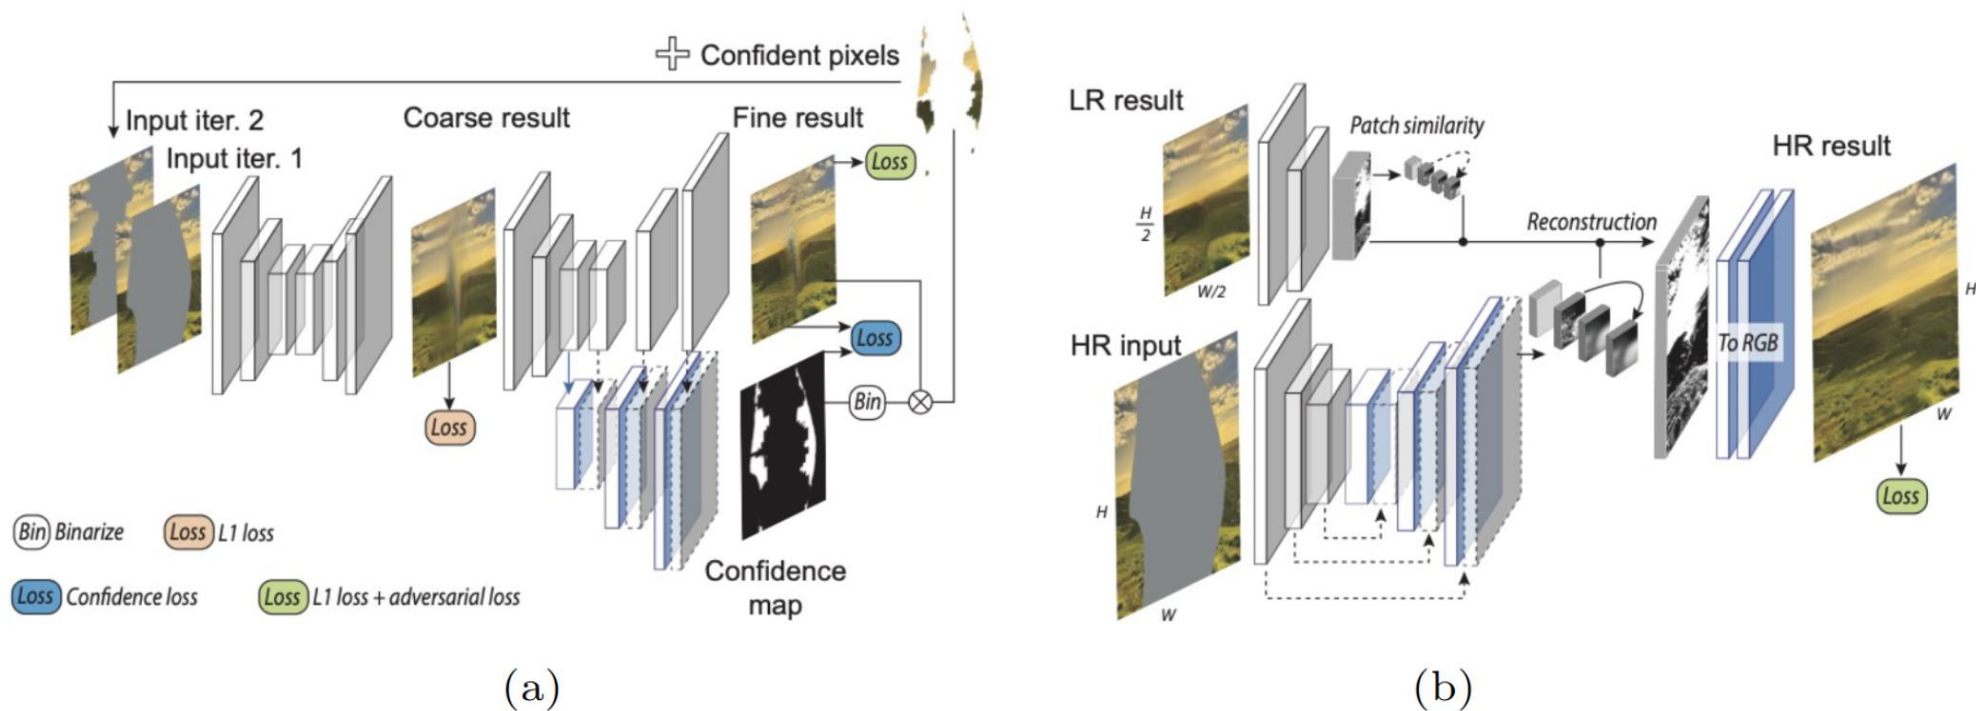 Confident pixels
Input iter. 2
Input iter. 1
Coarse result
Fine result
Loss
Loss
Loss
Bin
Confidence
map
Bin Binarize
Loss L1 loss
Loss Confidence loss
Loss L1 loss + adversarial loss
(a)
LR result
Patch similarity
HR result
H
2
W/2
Reconstruction
H
HR input
To RGB
W
H
Loss
W
(b)